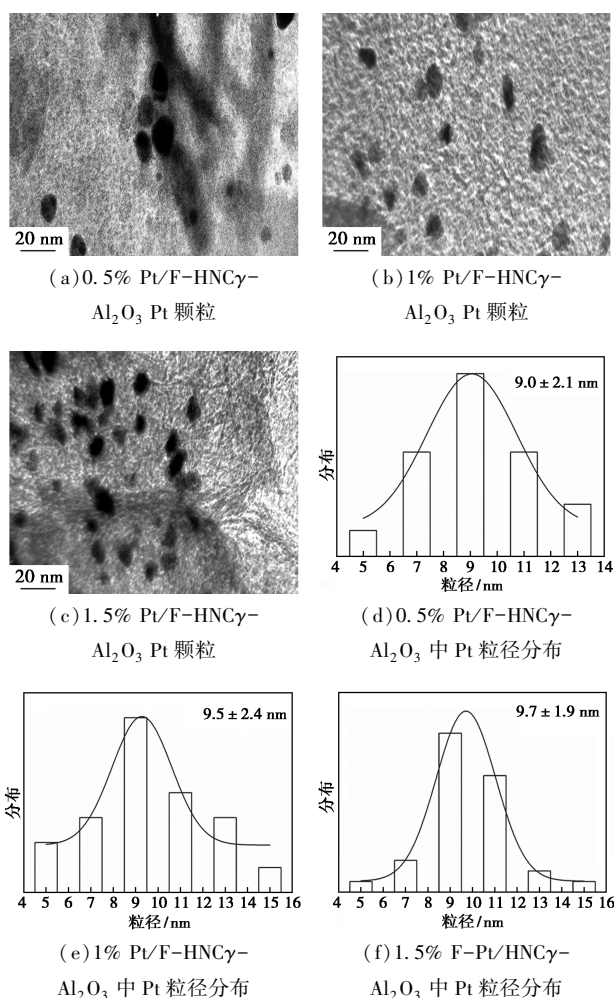 20 nm
20 nm
(a)0.5% Pt/F-HNCγ-
Al₂O₃ Pt 颗粒
(b)1% Pt/F-HNCγ-
Al₂O₃ Pt 颗粒
20 nm
9.0 ± 2.1 nm
分布
4 5 6 7 8 9 10 11 12 13 14
粒径/nm
(c)1.5% Pt/F-HNCγ-
Al₂O₃ Pt 颗粒
(d)0.5% Pt/F-HNCγ-
Al₂O₃ 中 Pt 粒径分布
9.5 ± 2.4 nm
分布
4 5 6 7 8 9 10 11 12 13 14 15 16
粒径/nm
9.7 ± 1.9 nm
分布
4 5 6 7 8 9 10 11 12 13 14 15 16
粒径/nm
(e)1% Pt/F-HNCγ-
Al₂O₃ 中 Pt 粒径分布
(f)1.5% F-Pt/HNCγ-
Al₂O₃ 中 Pt 粒径分布